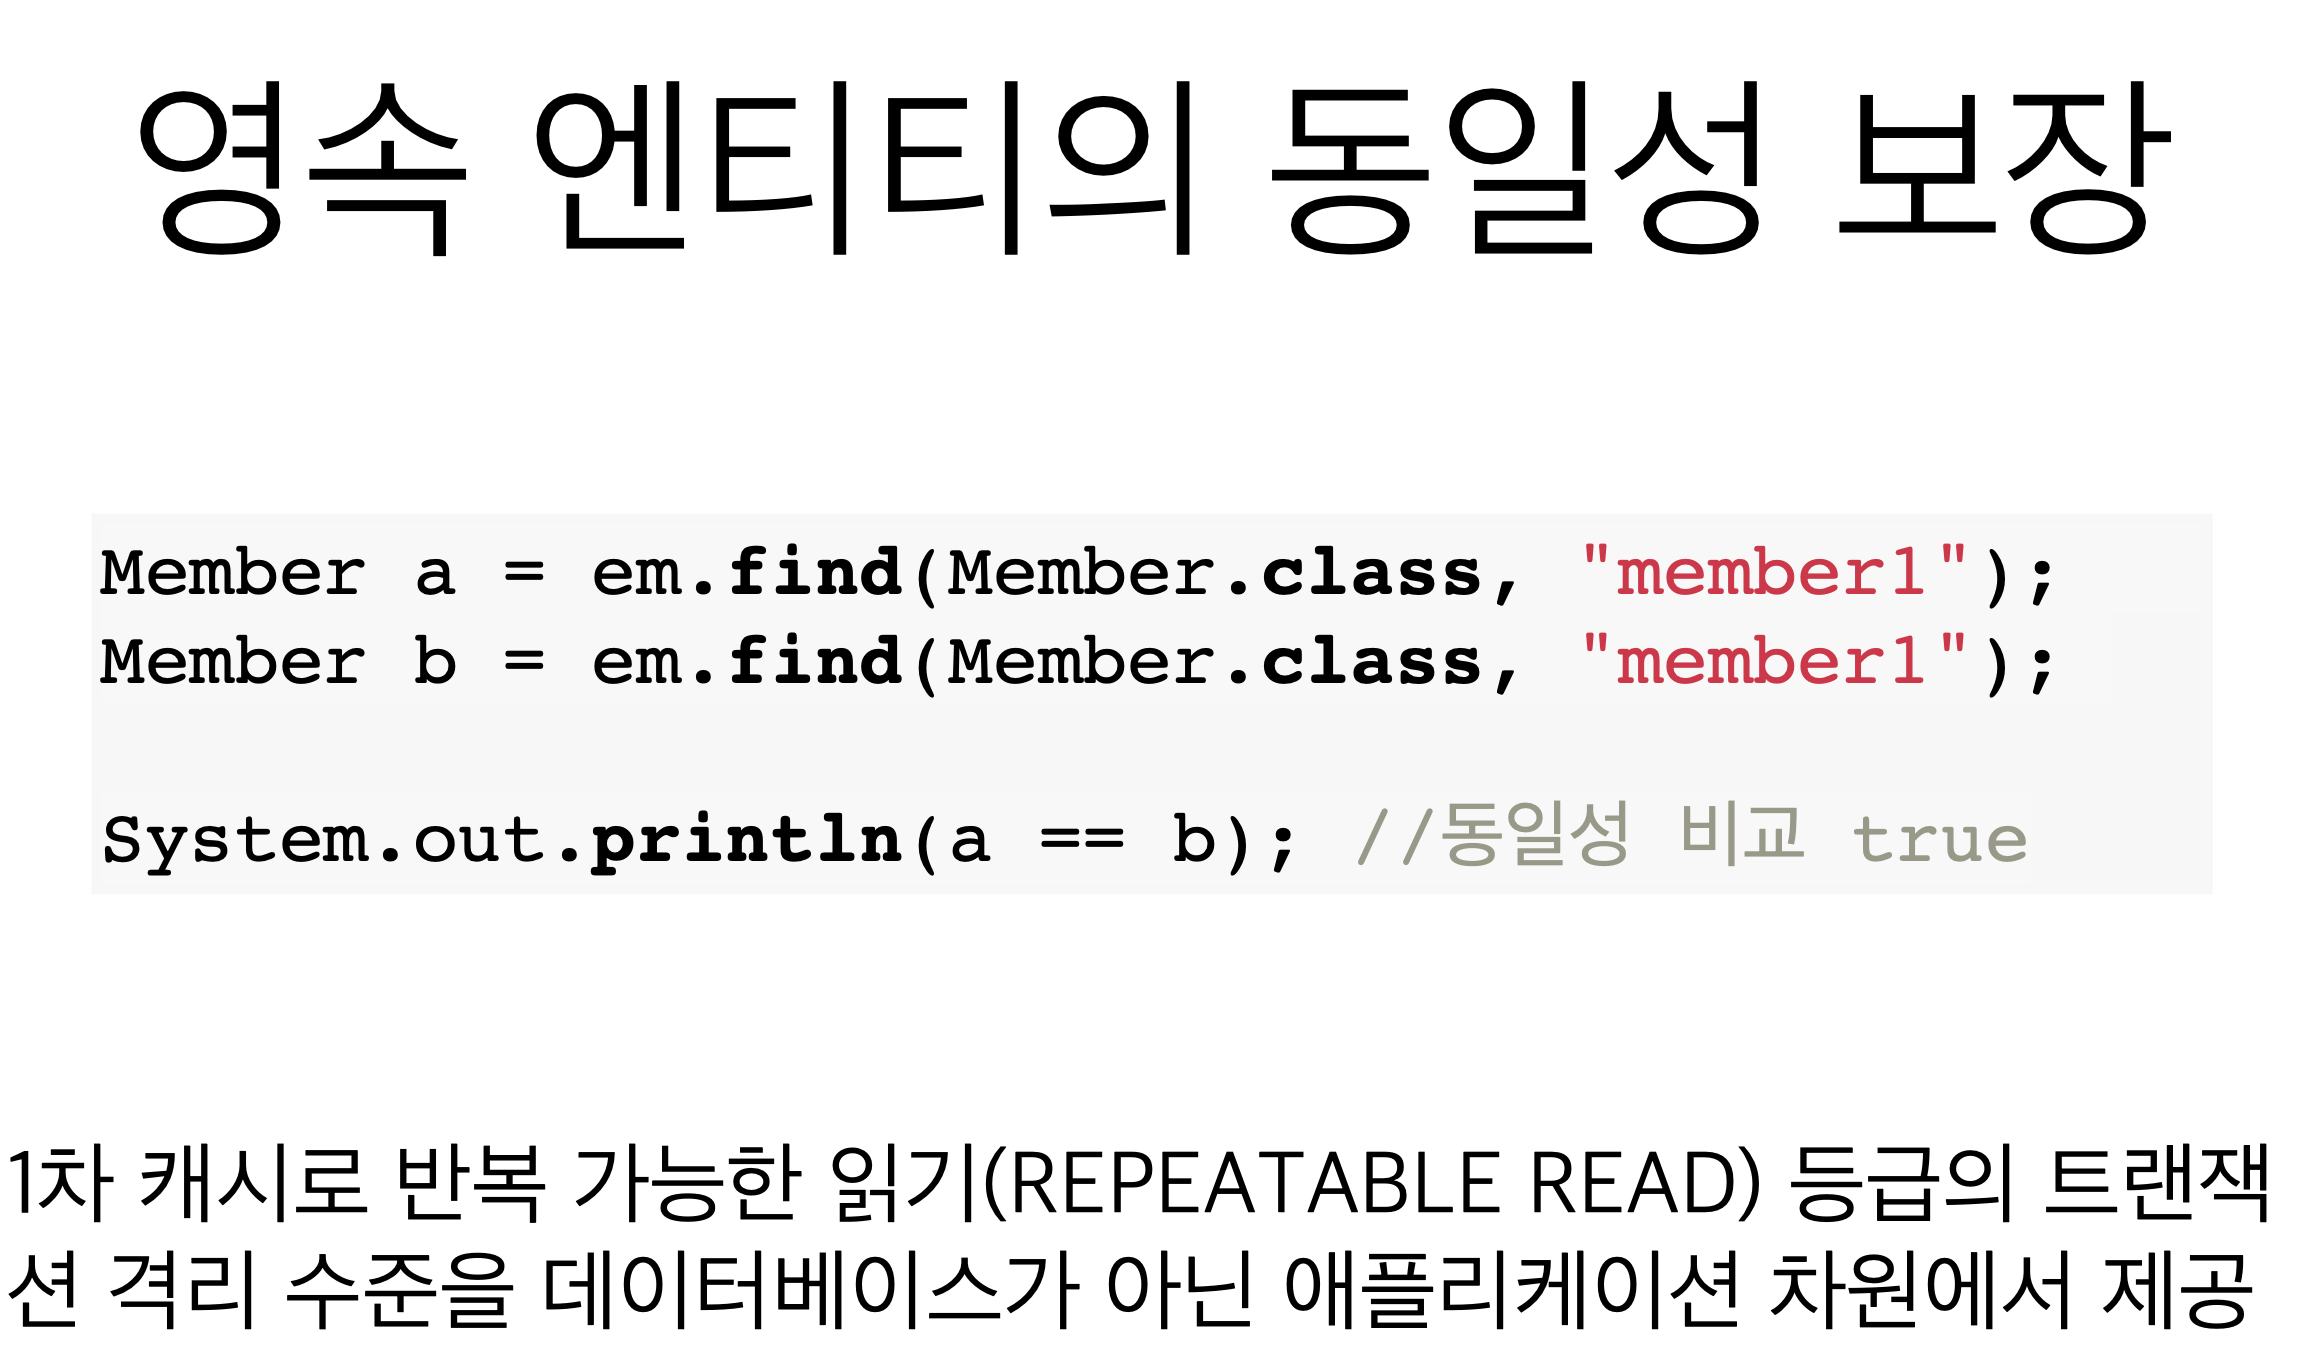 영속 엔티티의 동일성 보장
Member a = em.find(Member.class, "member1");
Member b = em.find(Member.class, "member1");
System.out.println(a == b); //동일성 비교 true
1차 캐시로 반복 가능한 읽기(REPEATABLE READ) 등급의 트랜잭
션 격리 수준을 데이터베이스가 아닌 애플리케이션 차원에서 제공